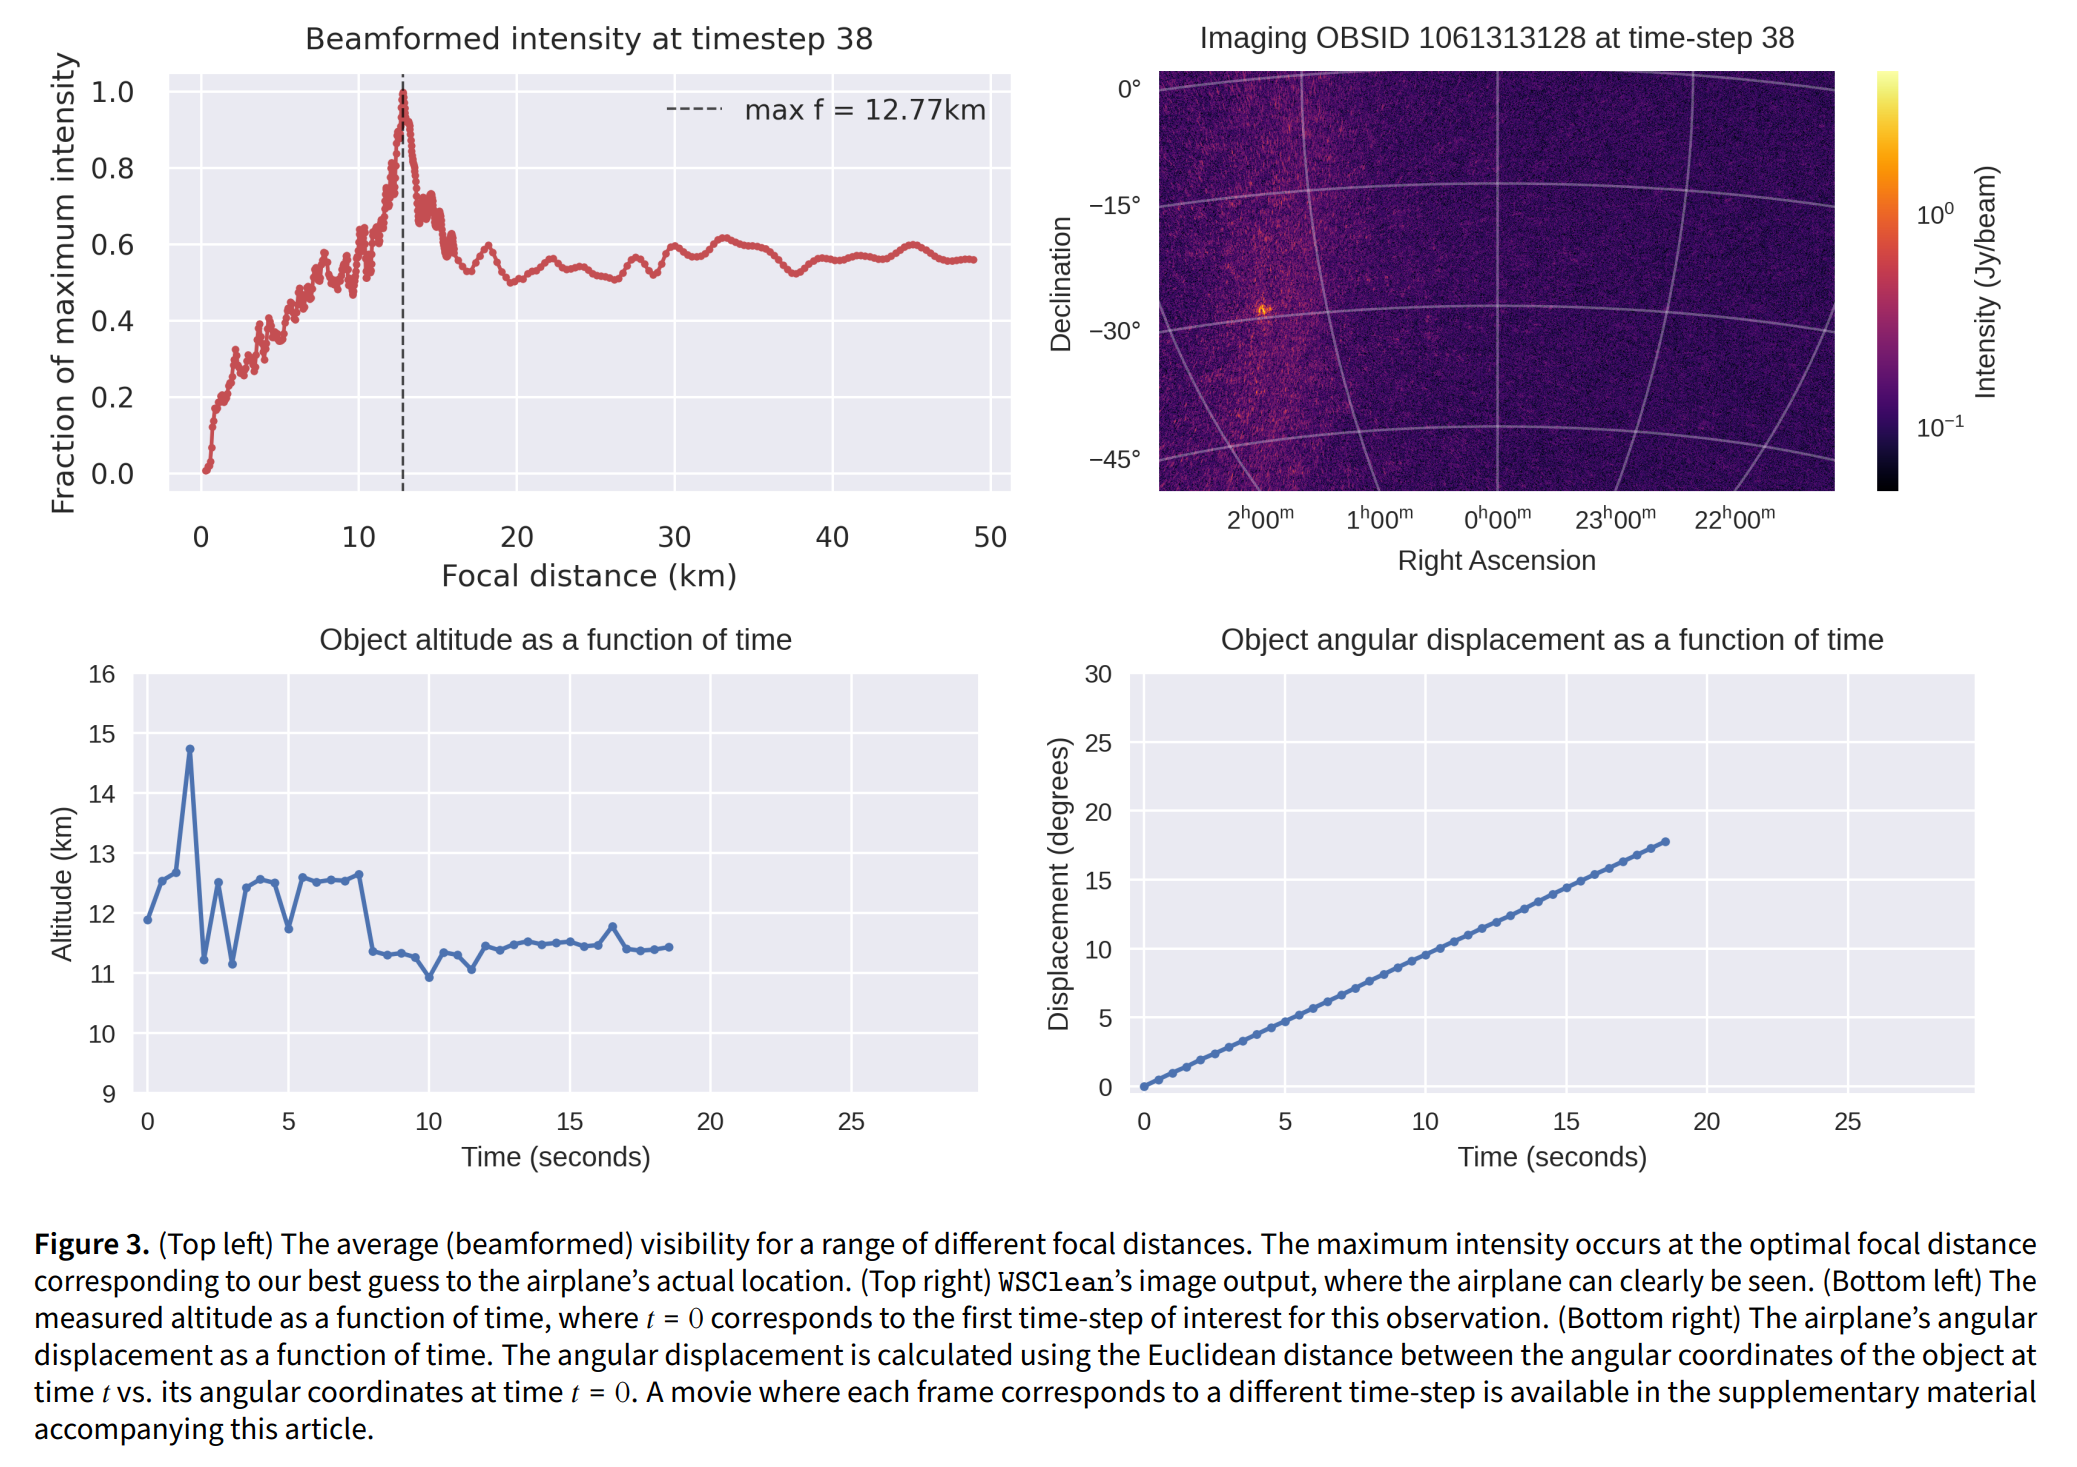 Beamformed intensity at timestep 38
Fraction of maximum intensity
1.0
0.8
0.6
0.4
0.2
0.0
max f = 12.77km
0 10 20 30 40 50
Focal distance (km)
Imaging OBSID 1061313128 at time-step 38
Declination
0°
−15°
−30°
−45°
2ʰ00ᵐ 1ʰ00ᵐ 0ʰ00ᵐ 23ʰ00ᵐ 22ʰ00ᵐ
Right Ascension
10⁰
10⁻¹
Intensity (Jy/beam)
Object altitude as a function of time
Altitude (km)
16
15
14
13
12
11
10
9
0 5 10 15 20 25
Time (seconds)
Object angular displacement as a function of time
Displacement (degrees)
30
25
20
15
10
5
0
0 5 10 15 20 25
Time (seconds)
Figure 3. (Top left) The average (beamformed) visibility for a range of different focal distances. The maximum intensity occurs at the optimal focal distance
corresponding to our best guess to the airplane’s actual location. (Top right) WSClean’s image output, where the airplane can clearly be seen. (Bottom left) The
measured altitude as a function of time, where t = 0 corresponds to the first time-step of interest for this observation. (Bottom right) The airplane’s angular
displacement as a function of time. The angular displacement is calculated using the Euclidean distance between the angular coordinates of the object at
time t vs. its angular coordinates at time t = 0. A movie where each frame corresponds to a different time-step is available in the supplementary material
accompanying this article.